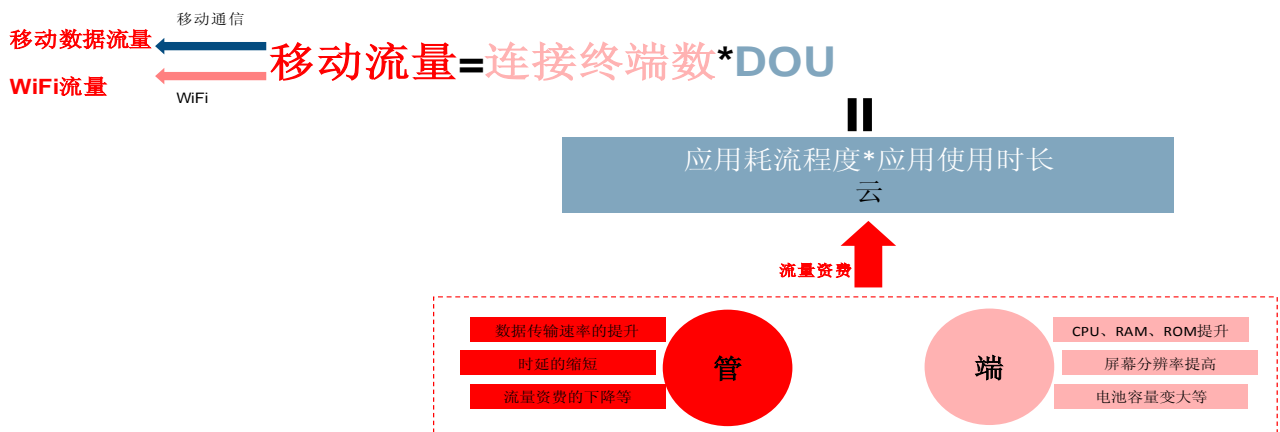 移动通信
移动数据流量
移动流量=连接终端数*DOU
WiFi流量
WiFi
=
应用耗流程度*应用使用时长
云
流量资费
数据传输速率的提升
时延的缩短
流量资费的下降等
管
端
CPU、RAM、ROM提升
屏幕分辨率提高
电池容量变大等